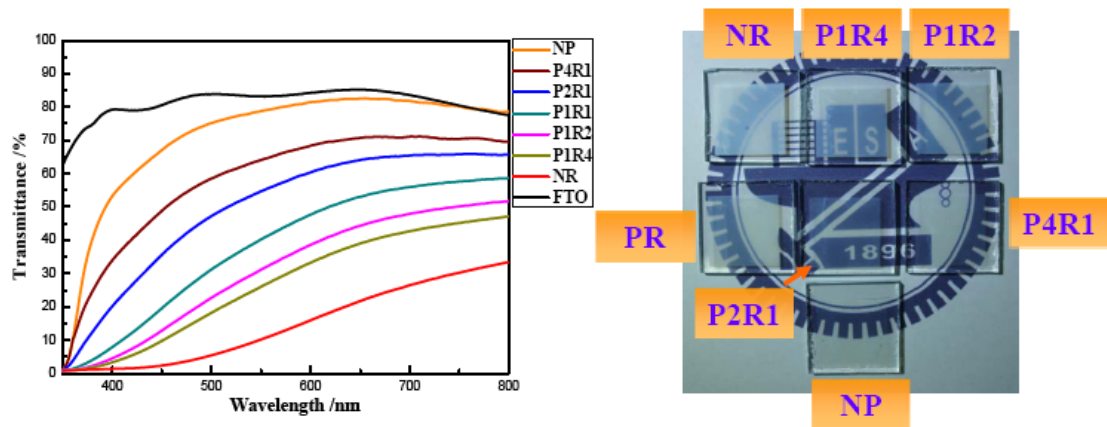 100
90
80
70
60
50
40
30
20
10
0
Transmittance /%
400
500
600
700
800
Wavelength /nm
NP
P4R1
P2R1
P1R1
P1R2
P1R4
NR
FTO
NR
P1R4
P1R2
E S A
PR
P4R1
1896
P2R1
NP